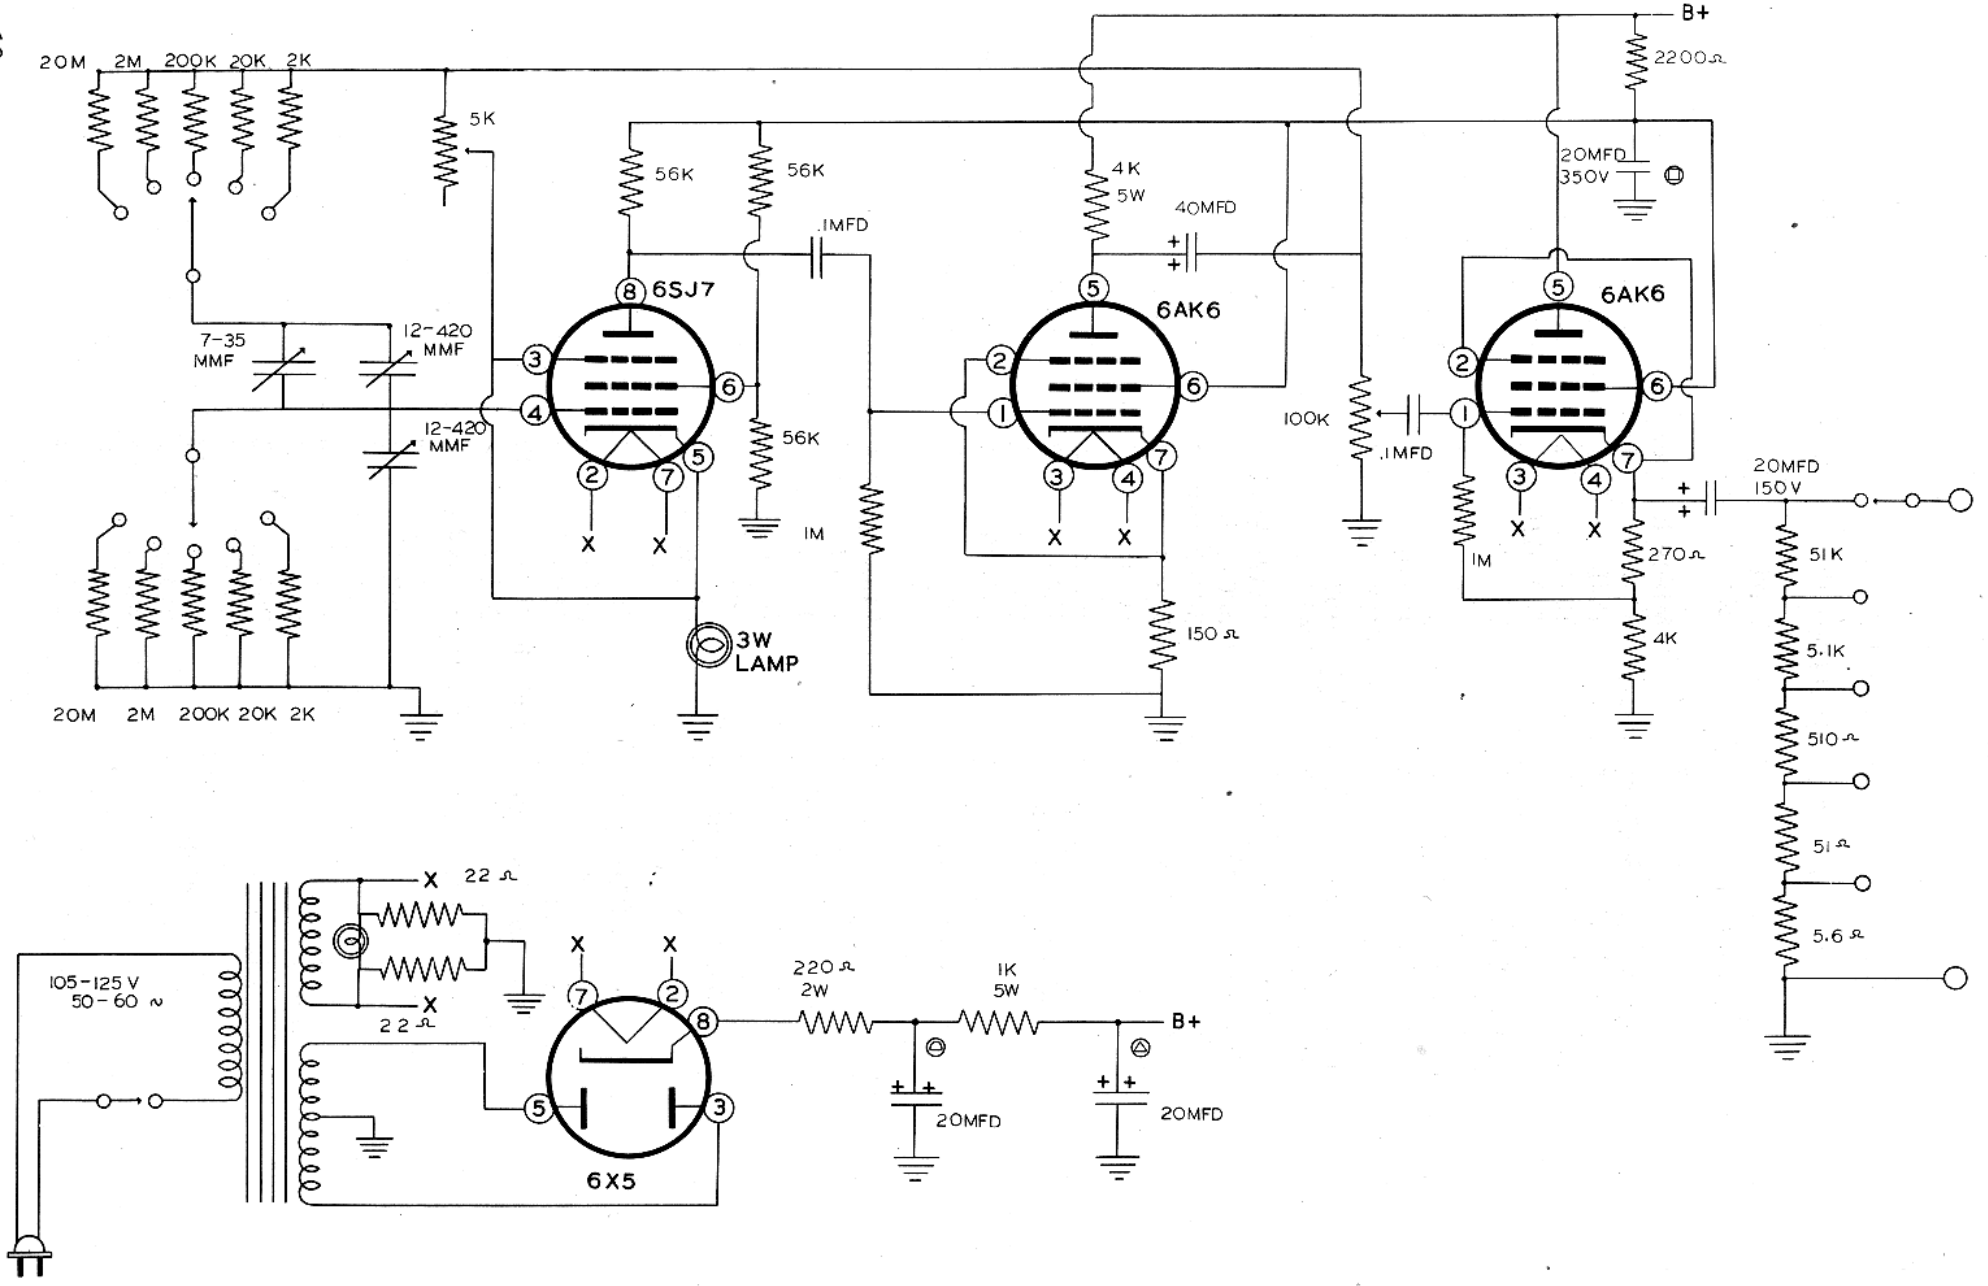 B+
20M 2M 200K 20K 2K
2200Ω
5K
56K
56K
4K
5W
20MFD
350V
.1MFD
40MFD
+
+
8
6SJ7
5
6AK6
5
6AK6
7-35
MMF
12-420
MMF
3
6
4
2
6
1
2
6
1
12-420
MMF
56K
100K
.1MFD
5
2
7
7
3
4
7
3
4
X
X
X
X
X
X
1M
1M
+
+
20MFD
150V
270Ω
51K
3W
LAMP
150Ω
4K
5.1K
20M 2M 200K 20K 2K
510Ω
51Ω
5.6Ω
X 22Ω
X
22Ω
105-125V
50-60 ~
X
X
7
2
8
5
3
6X5
220Ω
2W
1K
5W
B+
+ +
20MFD
+ +
20MFD